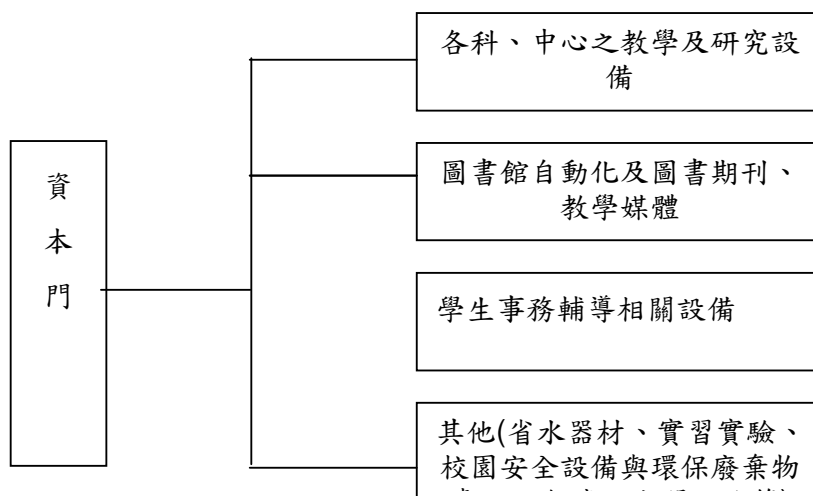 各科、中心之教學及研究設
備
圖書館自動化及圖書期刊、
教學媒體
資
本
門
學生事務輔導相關設備
其他(省水器材、實習實驗、
校園安全設備與環保廢棄物